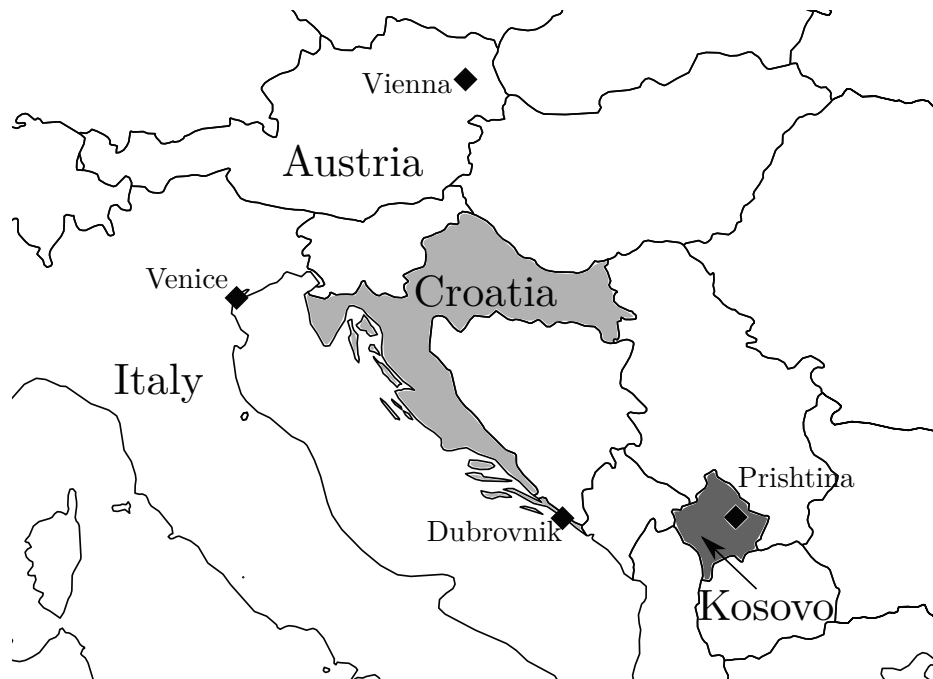 Vienna
Austria
Venice
Croatia
Italy
Prishtina
Dubrovnik
Kosovo